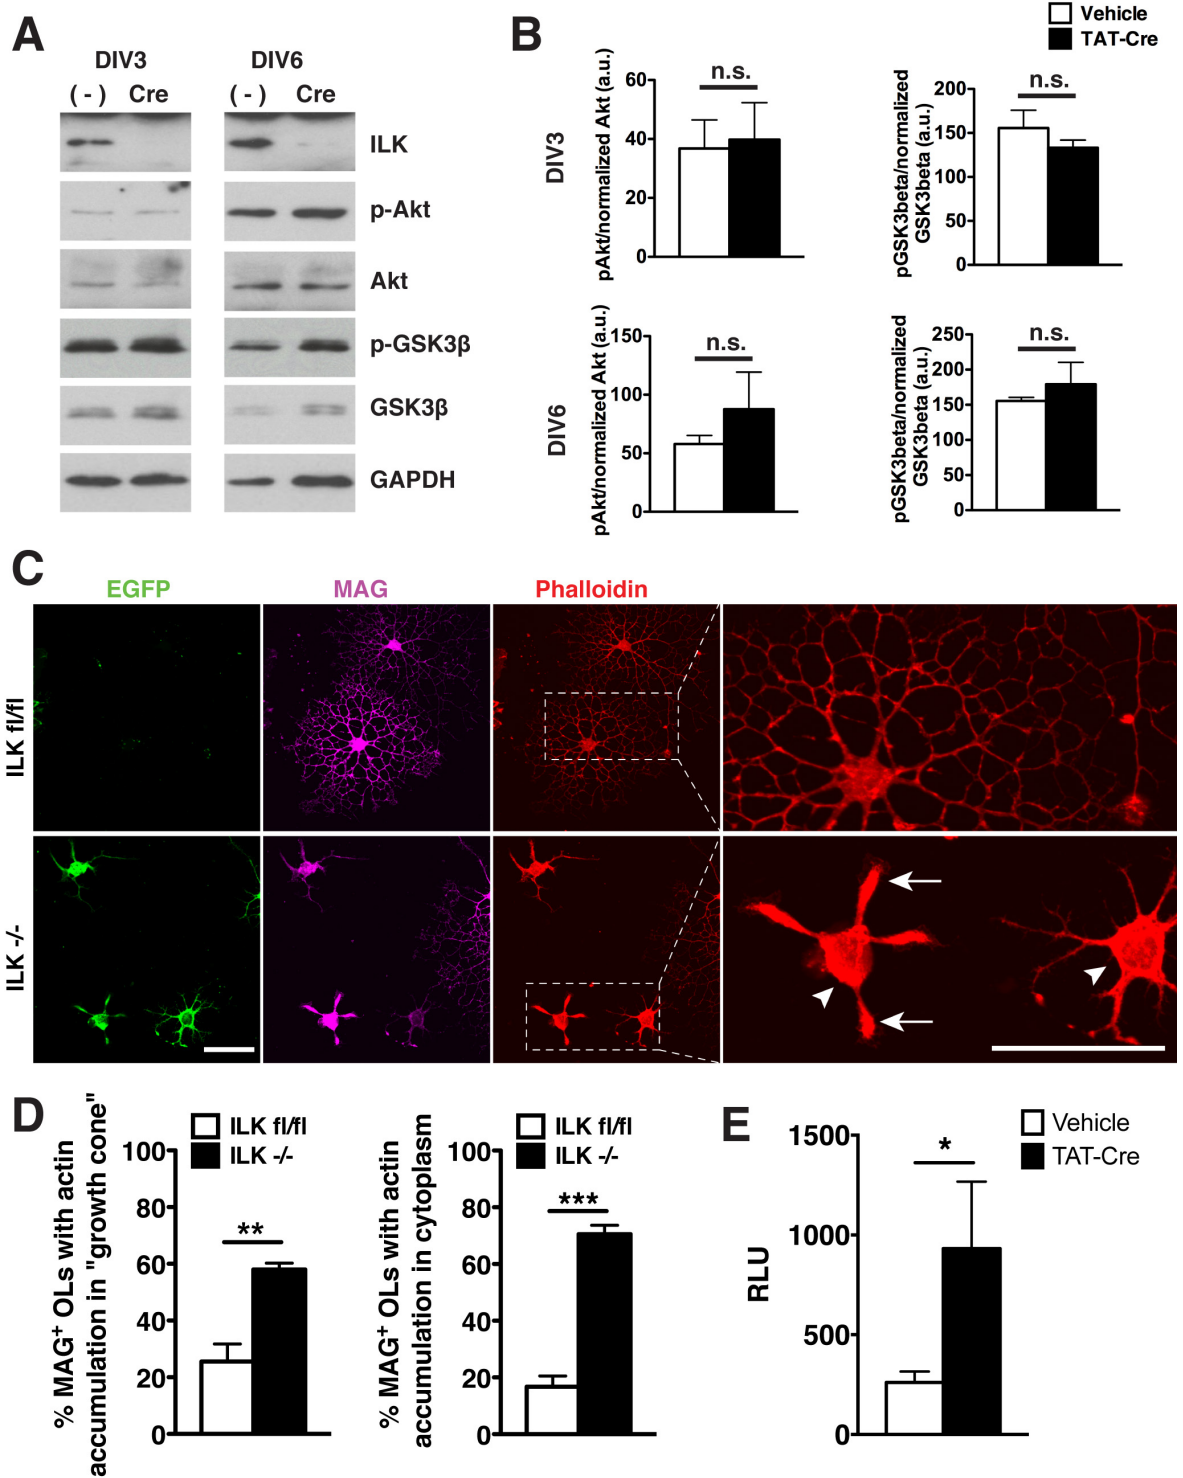 A
DIV3
DIV6
( - )
Cre
( - )
Cre
ILK
p-Akt
Akt
p-GSK3β
GSK3β
GAPDH
B
Vehicle
TAT-Cre
DIV3
pAkt/normalized Akt (a.u.)
60
40
20
0
n.s.
pGSK3beta/normalized
GSK3beta (a.u.)
200
150
100
50
0
n.s.
DIV6
pAkt/normalized Akt (a.u.)
150
100
50
0
n.s.
pGSK3beta/normalized
GSK3beta (a.u.)
250
200
150
100
50
0
n.s.
C
EGFP
MAG
Phalloidin
ILK fl/fl
ILK -/-
D
% MAG⁺ OLs with actin
accumulation in "growth cone"
100
80
60
40
20
0
ILK fl/fl
ILK -/-
**
% MAG⁺ OLs with actin
accumulation in cytoplasm
100
80
60
40
20
0
ILK fl/fl
ILK -/-
***
E
RLU
1500
1000
500
0
*
Vehicle
TAT-Cre